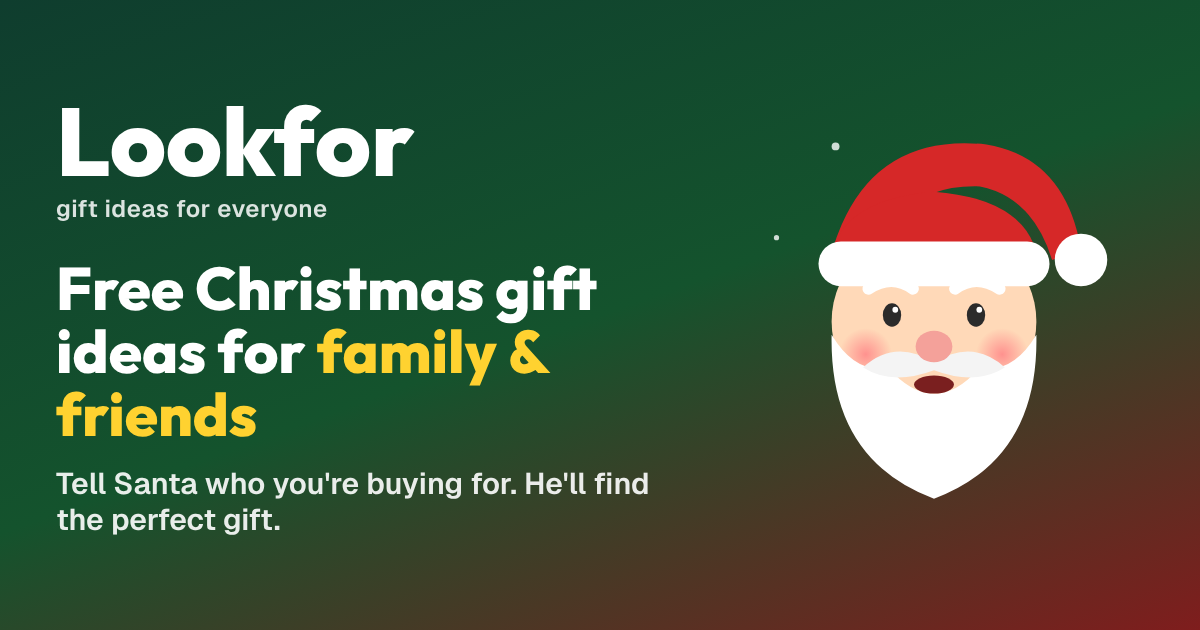 Lookfor
gift ideas for everyone
Free Christmas gift
ideas for family &
friends
Tell Santa who you're buying for. He'll find
the perfect gift.